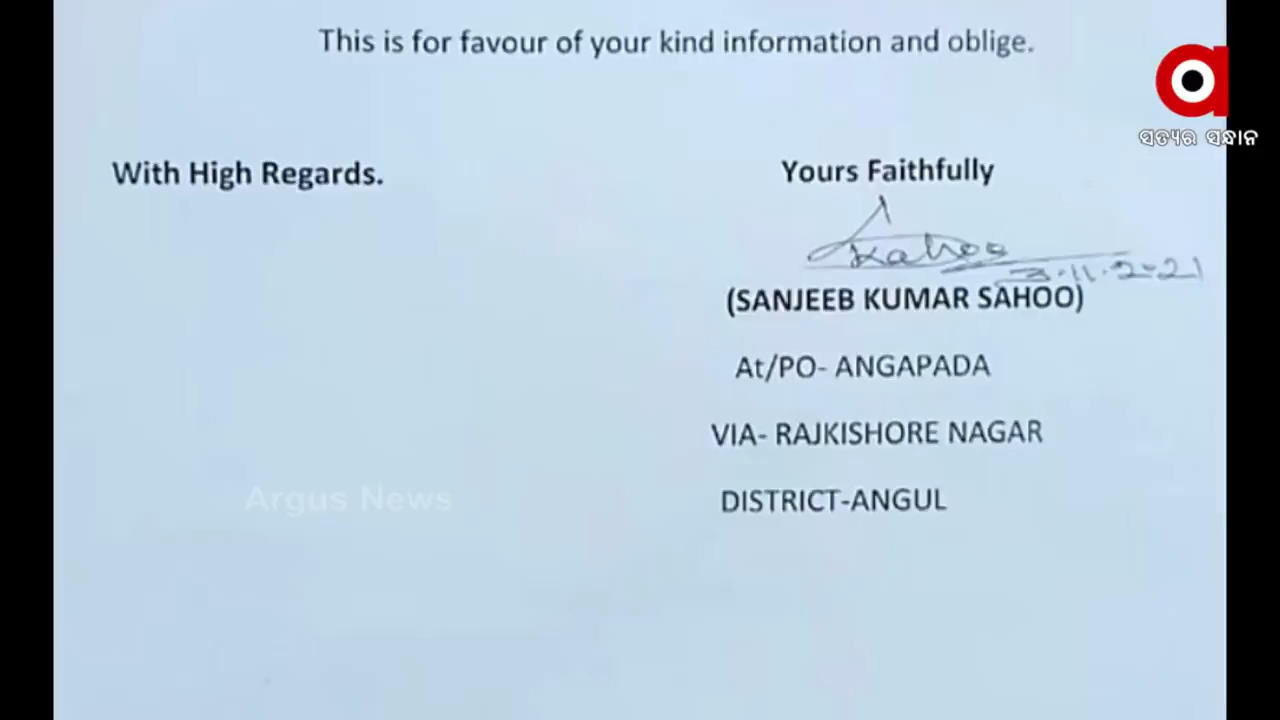 This is for favour of your kind information and oblige.
ସତ୍ୟର ସନ୍ଧାନ
With High Regards.
Yours Faithfully
Sahoo
3.11.2021
(SANJEEB KUMAR SAHOO)
At/PO- ANGAPADA
VIA- RAJKISHORE NAGAR
Argus News
DISTRICT-ANGUL